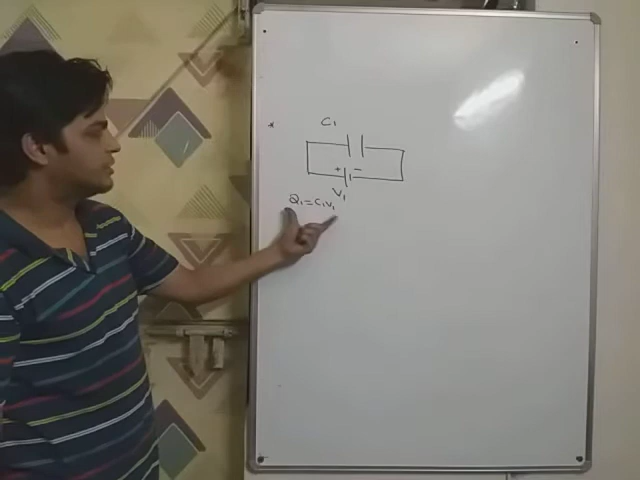 * C₁
+ −
V₁
Q₁ = C₁V₁